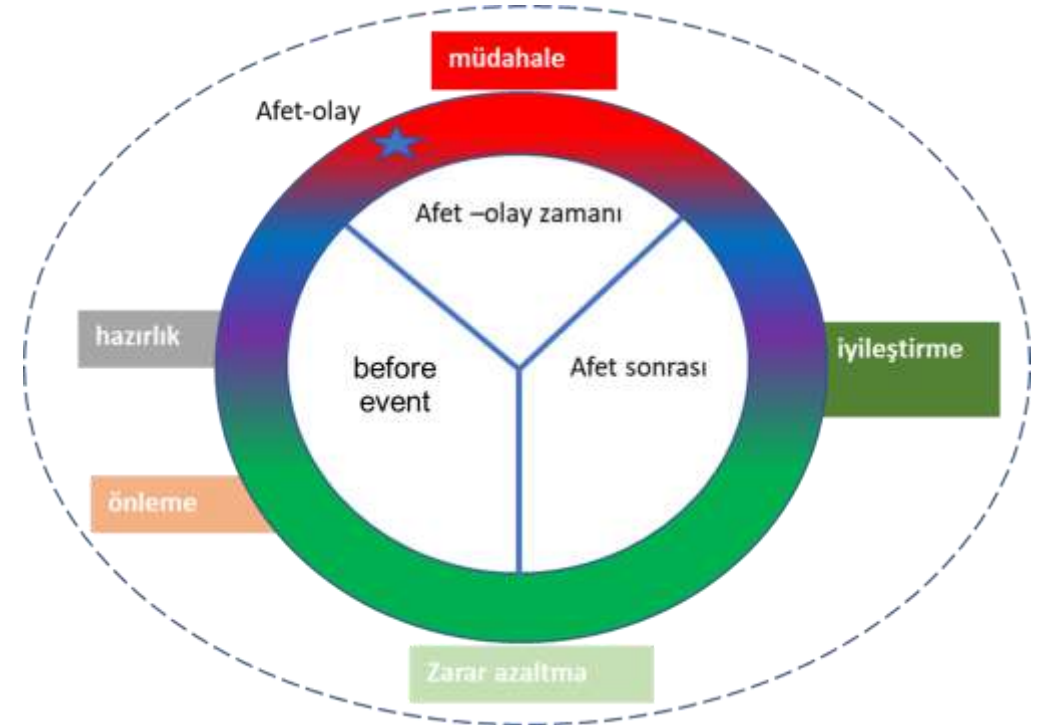 müdahale
Afet-olay
Afet –olay zamanı
hazırlık
iyileştirme
before
event
Afet sonrası
önleme
Zarar azaltma